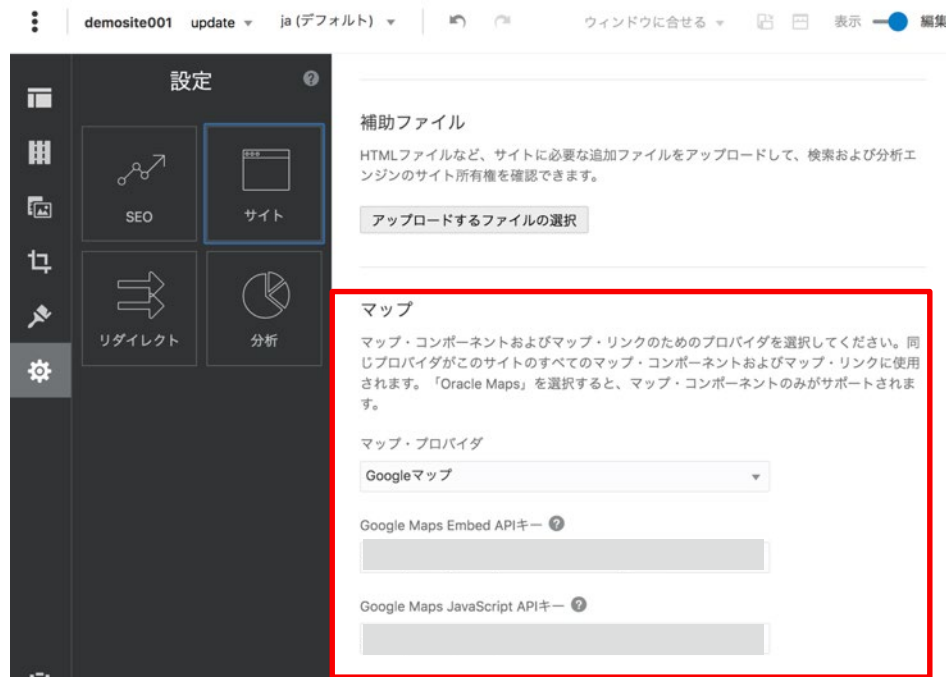 demosite001 update ja (デフォルト) ウィンドウに合せる 表示 編集
設定
SEO
サイト
リダイレクト
分析
補助ファイル
HTMLファイルなど、サイトに必要な追加ファイルをアップロードして、検索および分析エ
ンジンのサイト所有権を確認できます。
アップロードするファイルの選択
マップ
マップ・コンポーネントおよびマップ・リンクのためのプロバイダを選択してください。同
じプロバイダがこのサイトのすべてのマップ・コンポーネントおよびマップ・リンクに使用
されます。「Oracle Maps」を選択すると、マップ・コンポーネントのみがサポートされま
す。
マップ・プロバイダ
Googleマップ
Google Maps Embed APIキー
Google Maps JavaScript APIキー